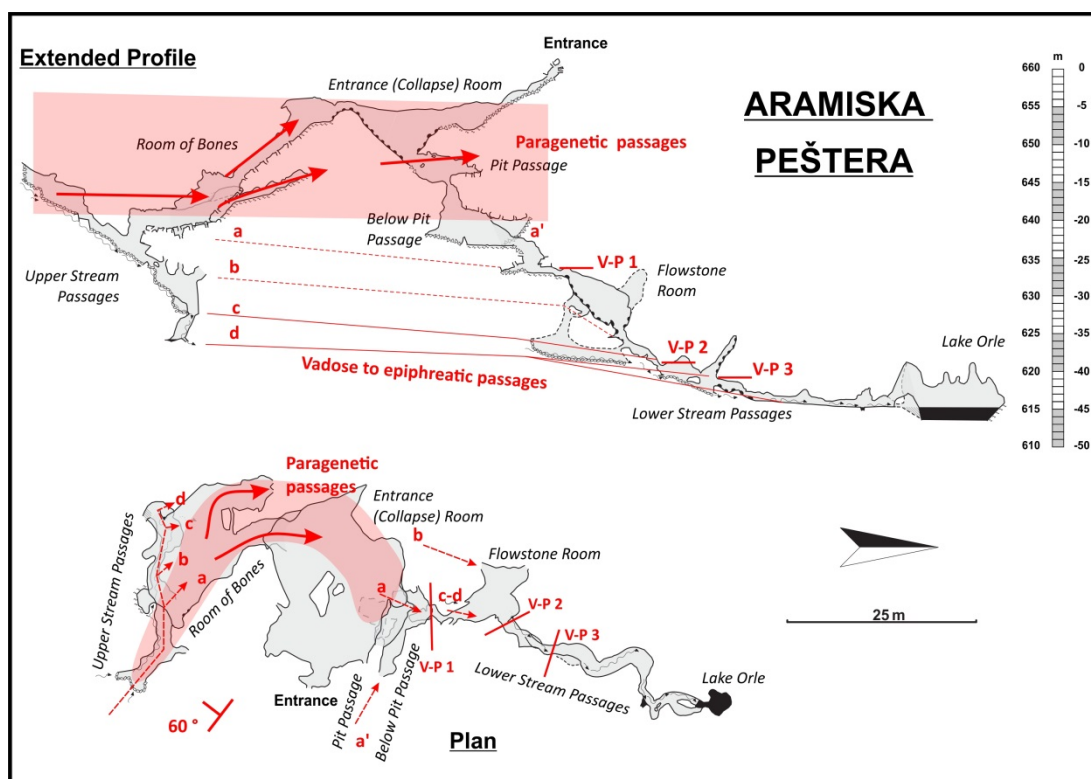 Extended Profile
Entrance
Entrance (Collapse) Room
ARAMISKA
PEŠTERA
m
660
0
655
-5
650
-10
645
-15
640
-20
635
-25
630
-30
625
-35
620
-40
615
-45
610
-50
Room of Bones
Paragenetic passages
Pit Passage
Below Pit
Passage
a
a'
Upper Stream
Passages
b
V-P 1
Flowstone
Room
c
d
V-P 2
V-P 3
Lake Orle
Vadose to epiphreatic passages
Lower Stream Passages
Paragenetic
passages
Entrance
(Collapse) Room
d
c
b
a
Upper Stream Passages
Room of Bones
b
Flowstone Room
a
c-d
V-P 2
V-P 3
V-P 1
Lower Stream Passages
Lake Orle
25 m
60 °
Entrance
Pit Passage
a'
Below Pit Passage
Plan